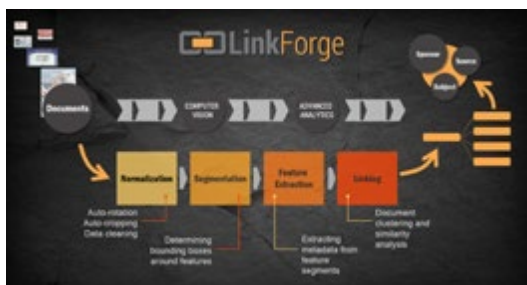 LinkForge
Sponsor
Source
Subject
Documents
COMPUTER
VISION
ADVANCED
ANALYTICS
Normalization
Segmentation
Feature
Extraction
Linking
Auto-rotation
Auto-cropping
Data cleaning
Determining
bounding boxes
around features
Extracting
metadata from
feature
segments
Document
clustering and
similarity
analysis